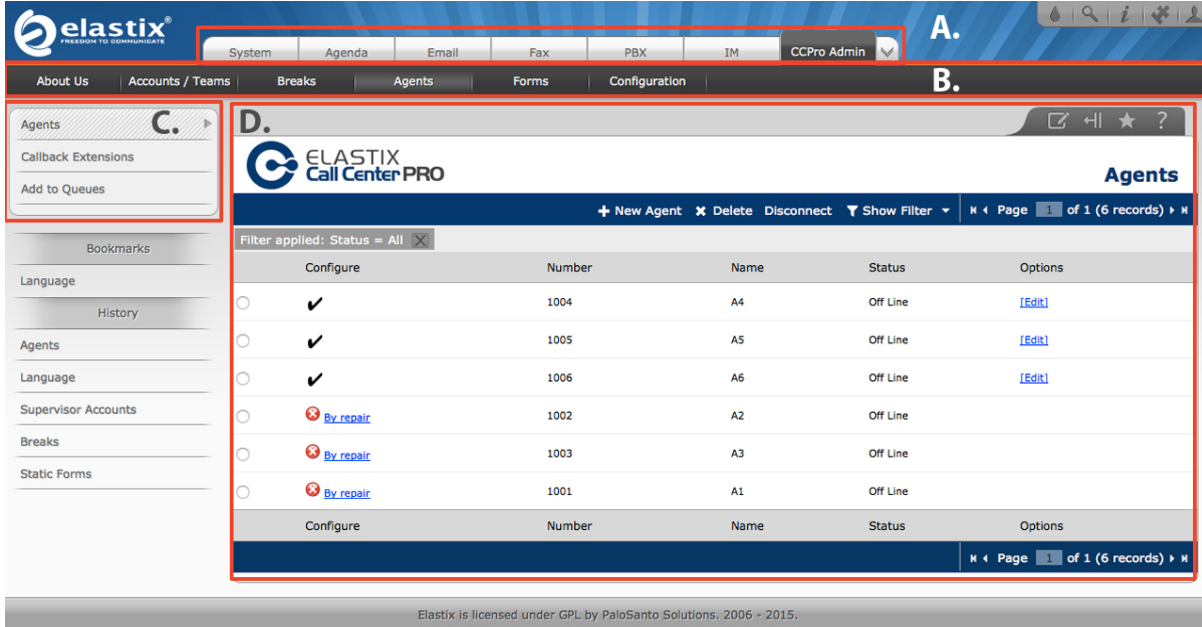 elastix®
FREEDOM TO COMMUNICATE
System Agenda Email Fax PBX IM CCPro Admin
A.
About Us Accounts / Teams Breaks Agents Forms Configuration
B.
Agents
C.
Callback Extensions
Add to Queues
Bookmarks
Language
History
Agents
Language
Supervisor Accounts
Breaks
Static Forms
D.
ELASTIX
Call Center PRO
Agents
New Agent Delete Disconnect Show Filter Page 1 of 1 (6 records)
Filter applied: Status = All X
Configure Number Name Status Options
1004 A4 Off Line [Edit]
1005 A5 Off Line [Edit]
1006 A6 Off Line [Edit]
By repair 1002 A2 Off Line
By repair 1003 A3 Off Line
By repair 1001 A1 Off Line
Configure Number Name Status Options
Page 1 of 1 (6 records)
Elastix is licensed under GPL by PaloSanto Solutions. 2006 - 2015.